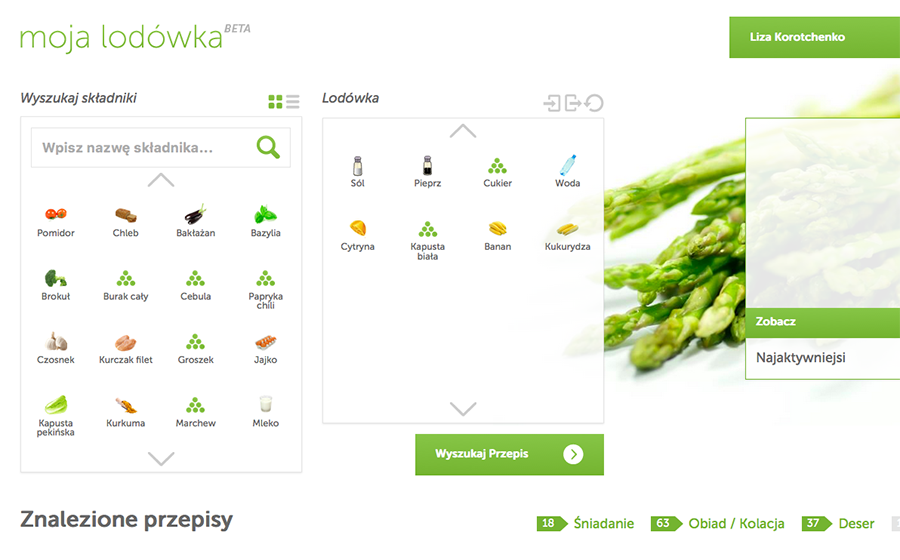 moja lodówka BETA
Liza Korotchenko
Wyszukaj składniki
Lodówka
Wpisz nazwę składnika...
Pomidor
Chleb
Bakłażan
Bazylia
Brokuł
Burak cały
Cebula
Papryka
chili
Czosnek
Kurczak filet
Groszek
Jajko
Kapusta
pekińska
Kurkuma
Marchew
Mleko
Sól
Pieprz
Cukier
Woda
Cytryna
Kapusta
biała
Banan
Kukurydza
Wyszukaj Przepis
Zobacz
Najaktywniejsi
Znalezione przepisy
18 Śniadanie
63 Obiad / Kolacja
37 Deser